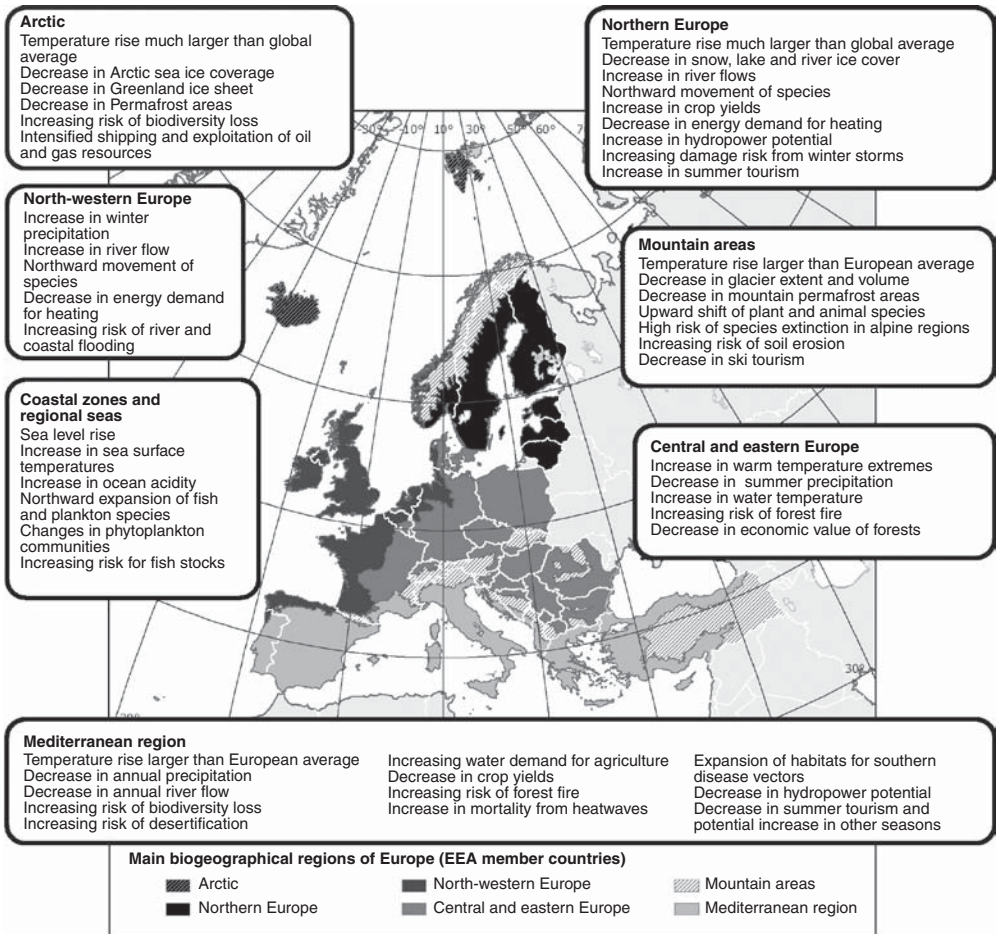 Arctic
Temperature rise much larger than global
average
Decrease in Arctic sea ice coverage
Decrease in Greenland ice sheet
Decrease in Permafrost areas
Increasing risk of biodiversity loss
Intensified shipping and exploitation of oil
and gas resources
Northern Europe
Temperature rise much larger than global average
Decrease in snow, lake and river ice cover
Increase in river flows
Northward movement of species
Increase in crop yields
Decrease in energy demand for heating
Increase in hydropower potential
Increasing damage risk from winter storms
Increase in summer tourism
-10° 10° 30° 50° 60°
North-western Europe
Increase in winter
precipitation
Increase in river flow
Northward movement of
species
Decrease in energy demand
for heating
Increasing risk of river and
coastal flooding
Mountain areas
Temperature rise larger than European average
Decrease in glacier extent and volume
Decrease in mountain permafrost areas
Upward shift of plant and animal species
High risk of species extinction in alpine regions
Increasing risk of soil erosion
Decrease in ski tourism
Coastal zones and
regional seas
Sea level rise
Increase in sea surface
temperatures
Increase in ocean acidity
Northward expansion of fish
and plankton species
Changes in phytoplankton
communities
Increasing risk for fish stocks
Central and eastern Europe
Increase in warm temperature extremes
Decrease in summer precipitation
Increase in water temperature
Increasing risk of forest fire
Decrease in economic value of forests
30°
Mediterranean region
Temperature rise larger than European average
Decrease in annual precipitation
Decrease in annual river flow
Increasing risk of biodiversity loss
Increasing risk of desertification
Increasing water demand for agriculture
Decrease in crop yields
Increasing risk of forest fire
Increase in mortality from heatwaves
Expansion of habitats for southern
disease vectors
Decrease in hydropower potential
Decrease in summer tourism and
potential increase in other seasons
Main biogeographical regions of Europe (EEA member countries)
Arctic
North-western Europe
Mountain areas
Northern Europe
Central and eastern Europe
Mediterranean region